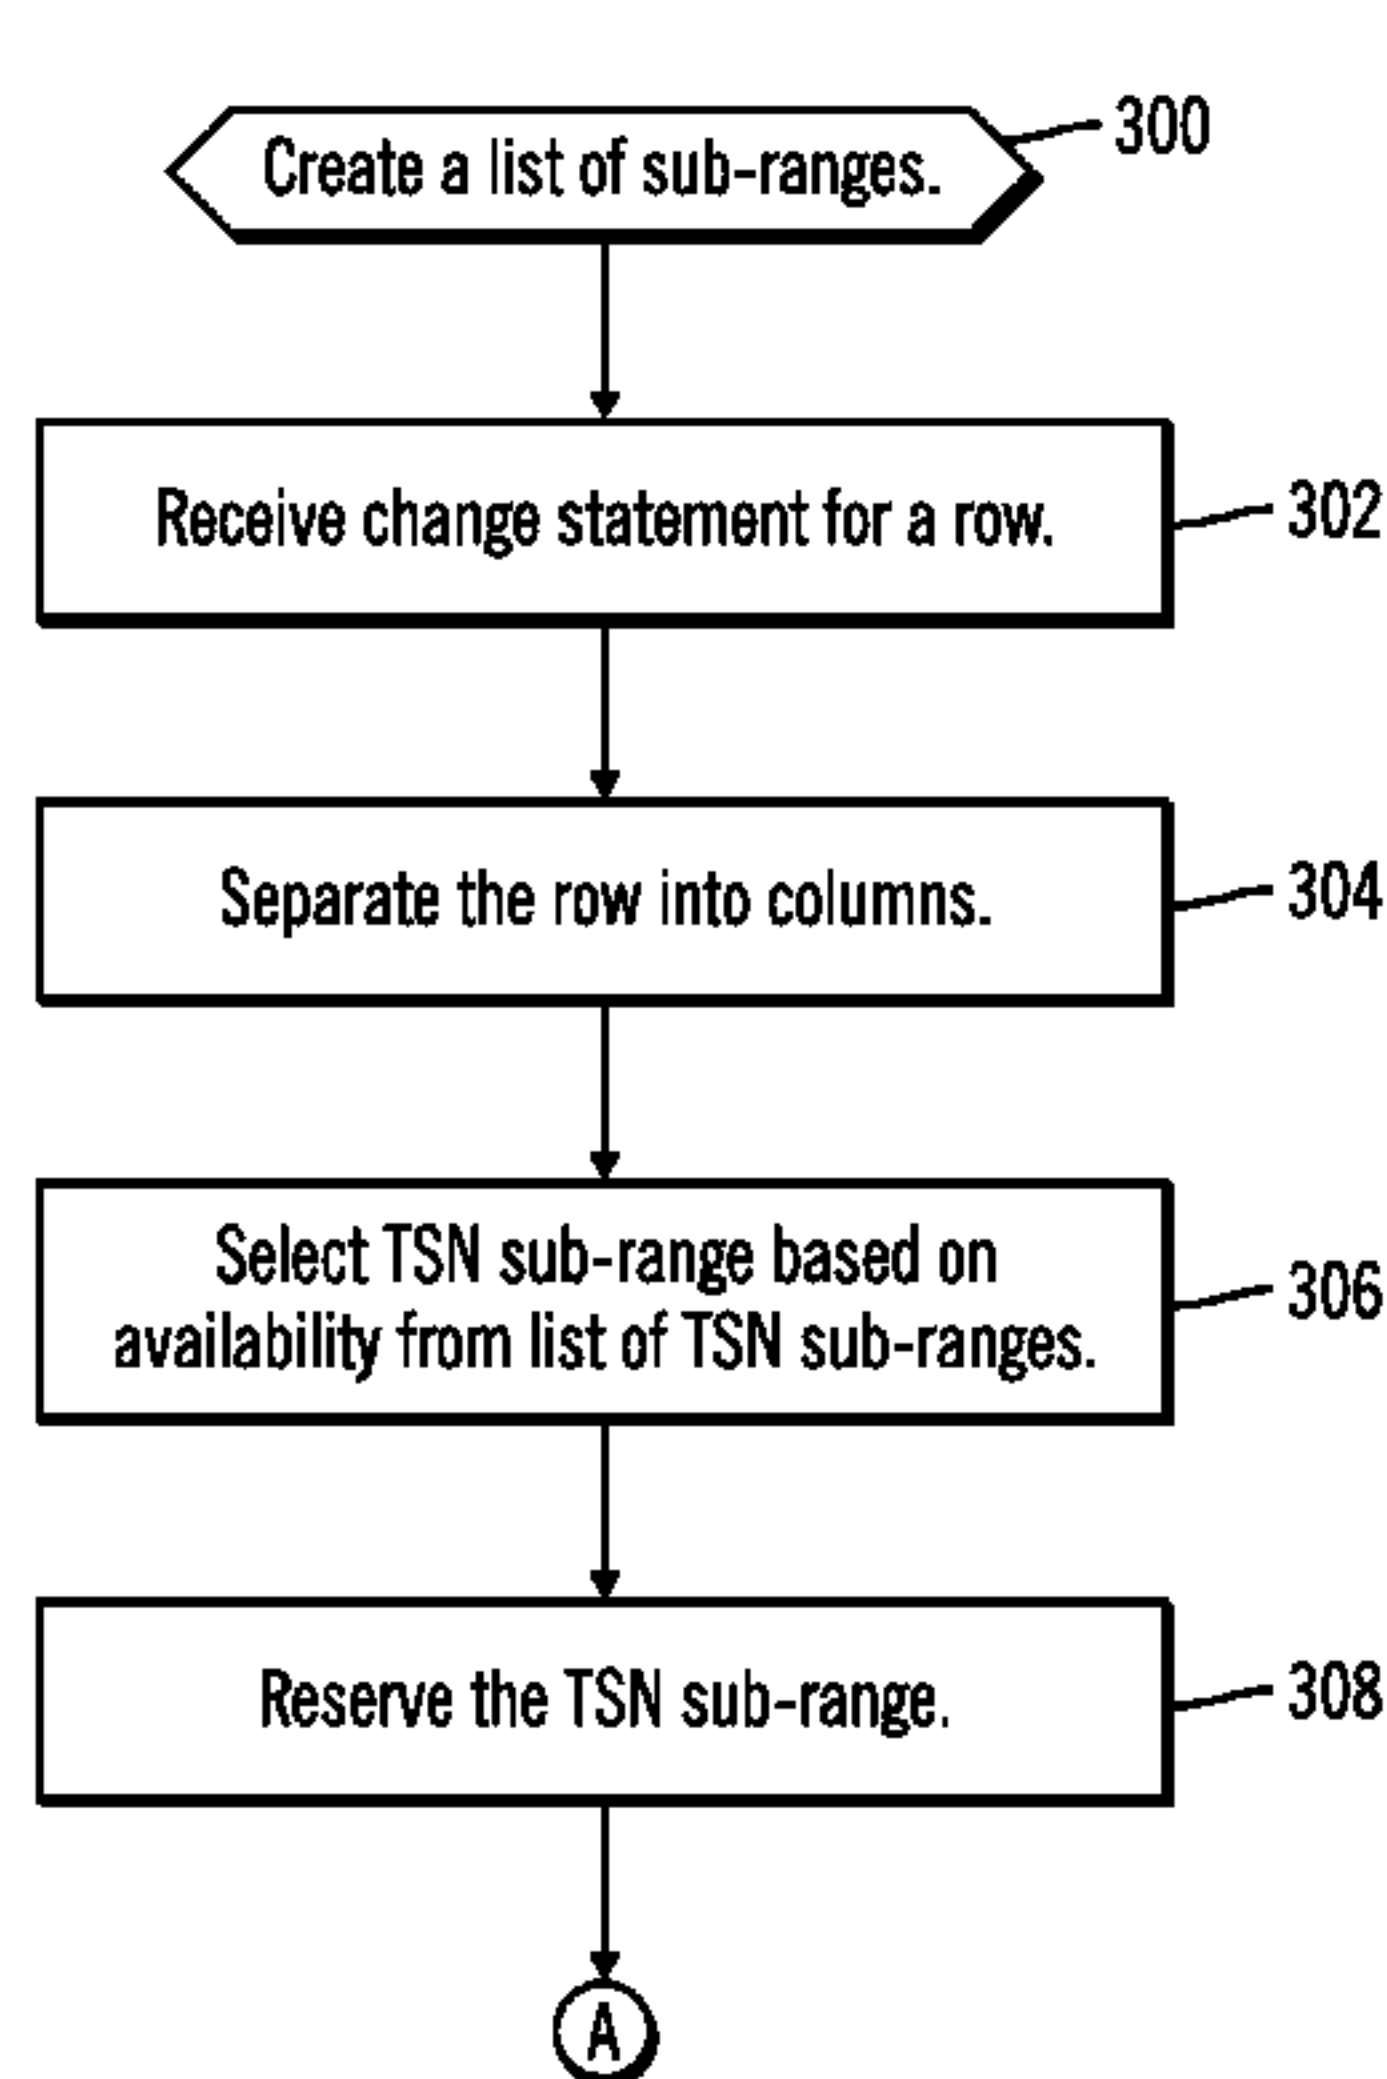 Create a list of sub-ranges.
300
Receive change statement for a row.
302
Separate the row into columns.
304
Select TSN sub-range based on
availability from list of TSN sub-ranges.
306
Reserve the TSN sub-range.
308
A